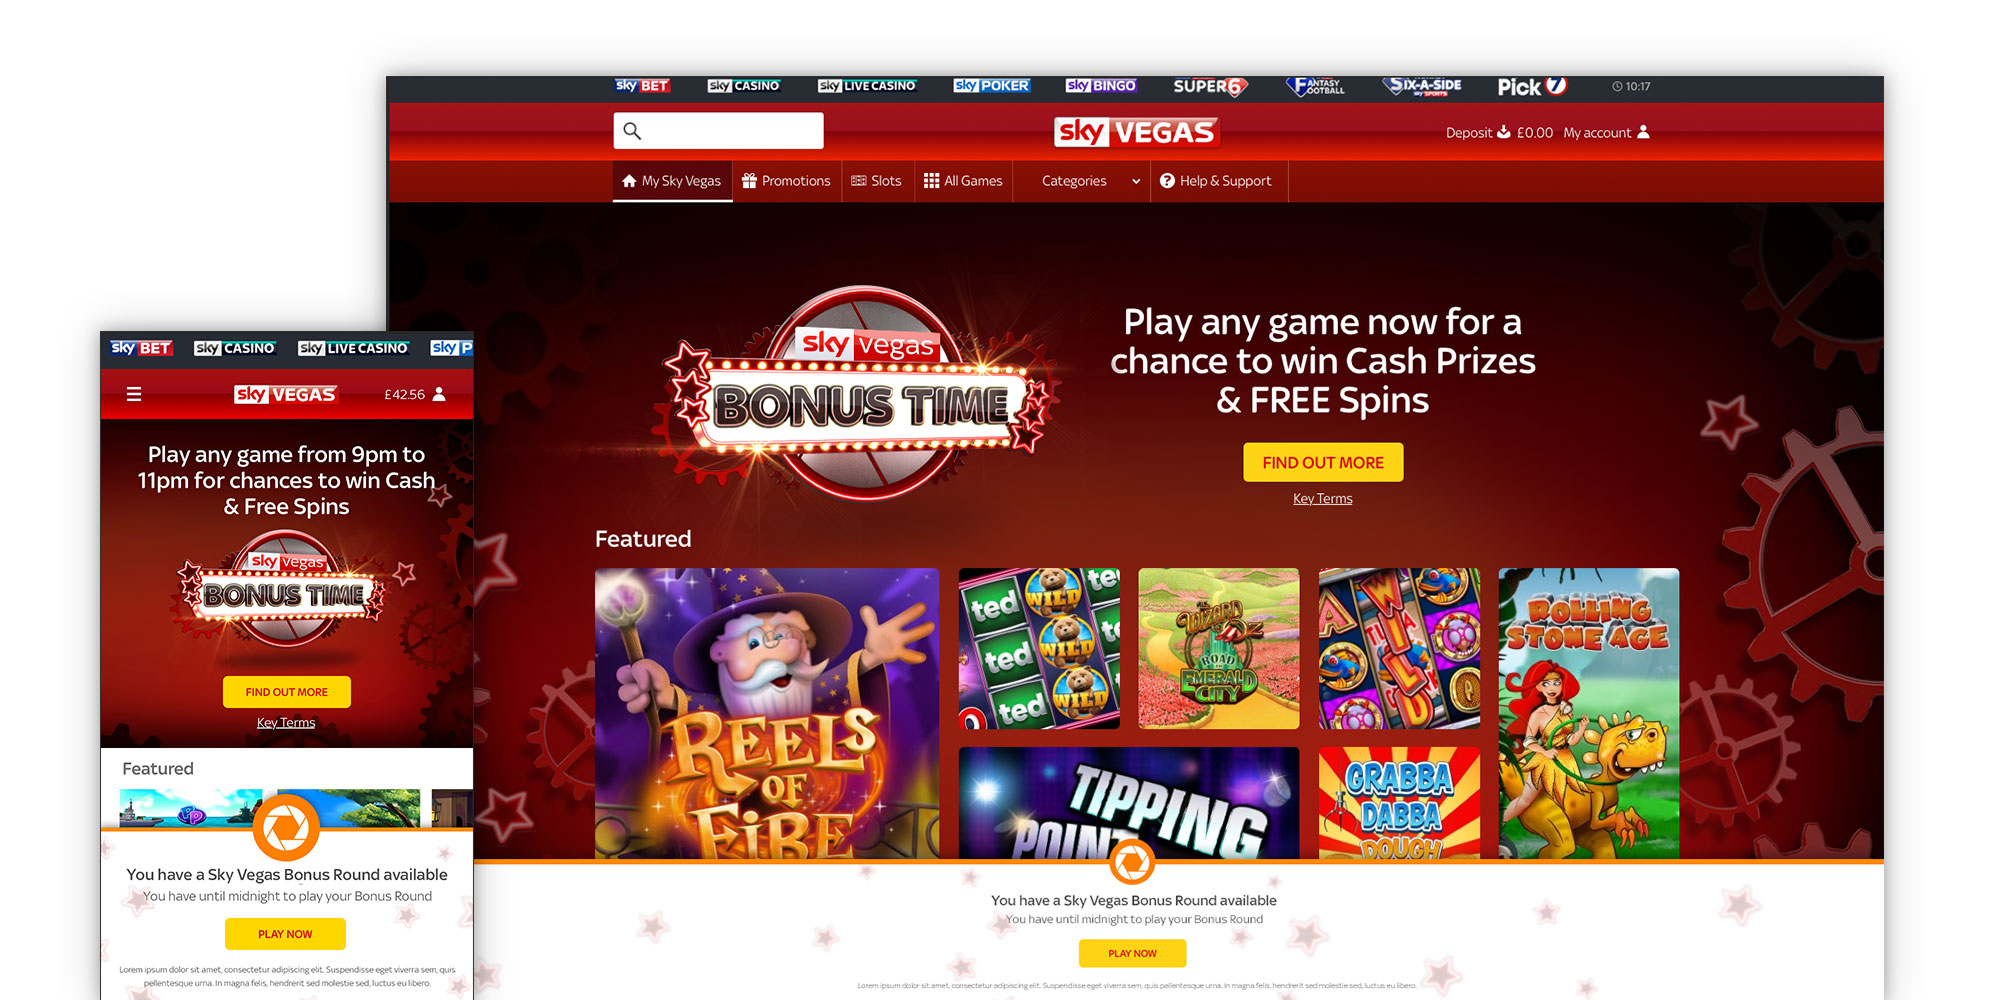 sky BET
sky CASINO
sky LIVE CASINO
sky POKER
sky BINGO
SUPER 6
FANTASY FOOTBALL
SIX-A-SIDE
sky SPORTS
Pick 7
10:17
sky VEGAS
Deposit £0.00 My account
My Sky Vegas
Promotions
Slots
All Games
Categories
Help & Support
sky vegas
BONUS TIME
Play any game now for a
chance to win Cash Prizes
& FREE Spins
FIND OUT MORE
Key Terms
Featured
REELS
OF
FIRE
ted
WILD
te
WILD
ted
ted
WILD
WIZARD
OF OZ
ROAD
TO
EMERALD
CITY
WILD
ROLLING
STONE AGE
TIPPING
POINT
GRABBA
DABBA
DOUGH
You have a Sky Vegas Bonus Round available
You have until midnight to play your Bonus Round
PLAY NOW
Lorem ipsum dolor sit amet, consectetur adipiscing elit. Suspendisse eget viverra sem, quis pellentesque urna. In magna felis, hendrerit sed molestie sed, luctus eu libero.
sky BET
sky CASINO
sky LIVE CASINO
sky P
sky VEGAS
£42.56
Play any game from 9pm to
11pm for chances to win Cash
& Free Spins
sky vegas
BONUS TIME
FIND OUT MORE
Key Terms
Featured
You have a Sky Vegas Bonus Round available
You have until midnight to play your Bonus Round
PLAY NOW
Lorem ipsum dolor sit amet, consectetur adipiscing elit. Suspendisse eget viverra sem, quis
pellentesque urna. In magna felis, hendrerit sed molestie sed, luctus eu libero.